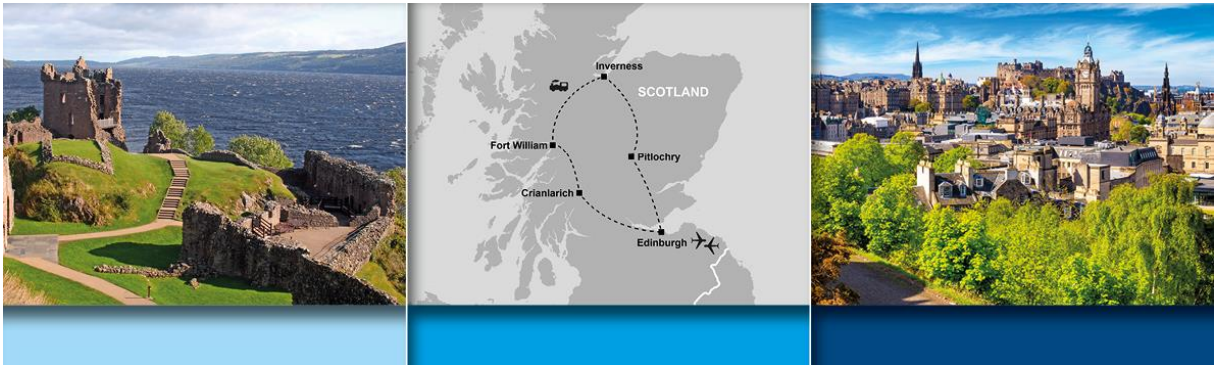 Inverness
SCOTLAND
Fort William
Pitlochry
Crianlarich
Edinburgh